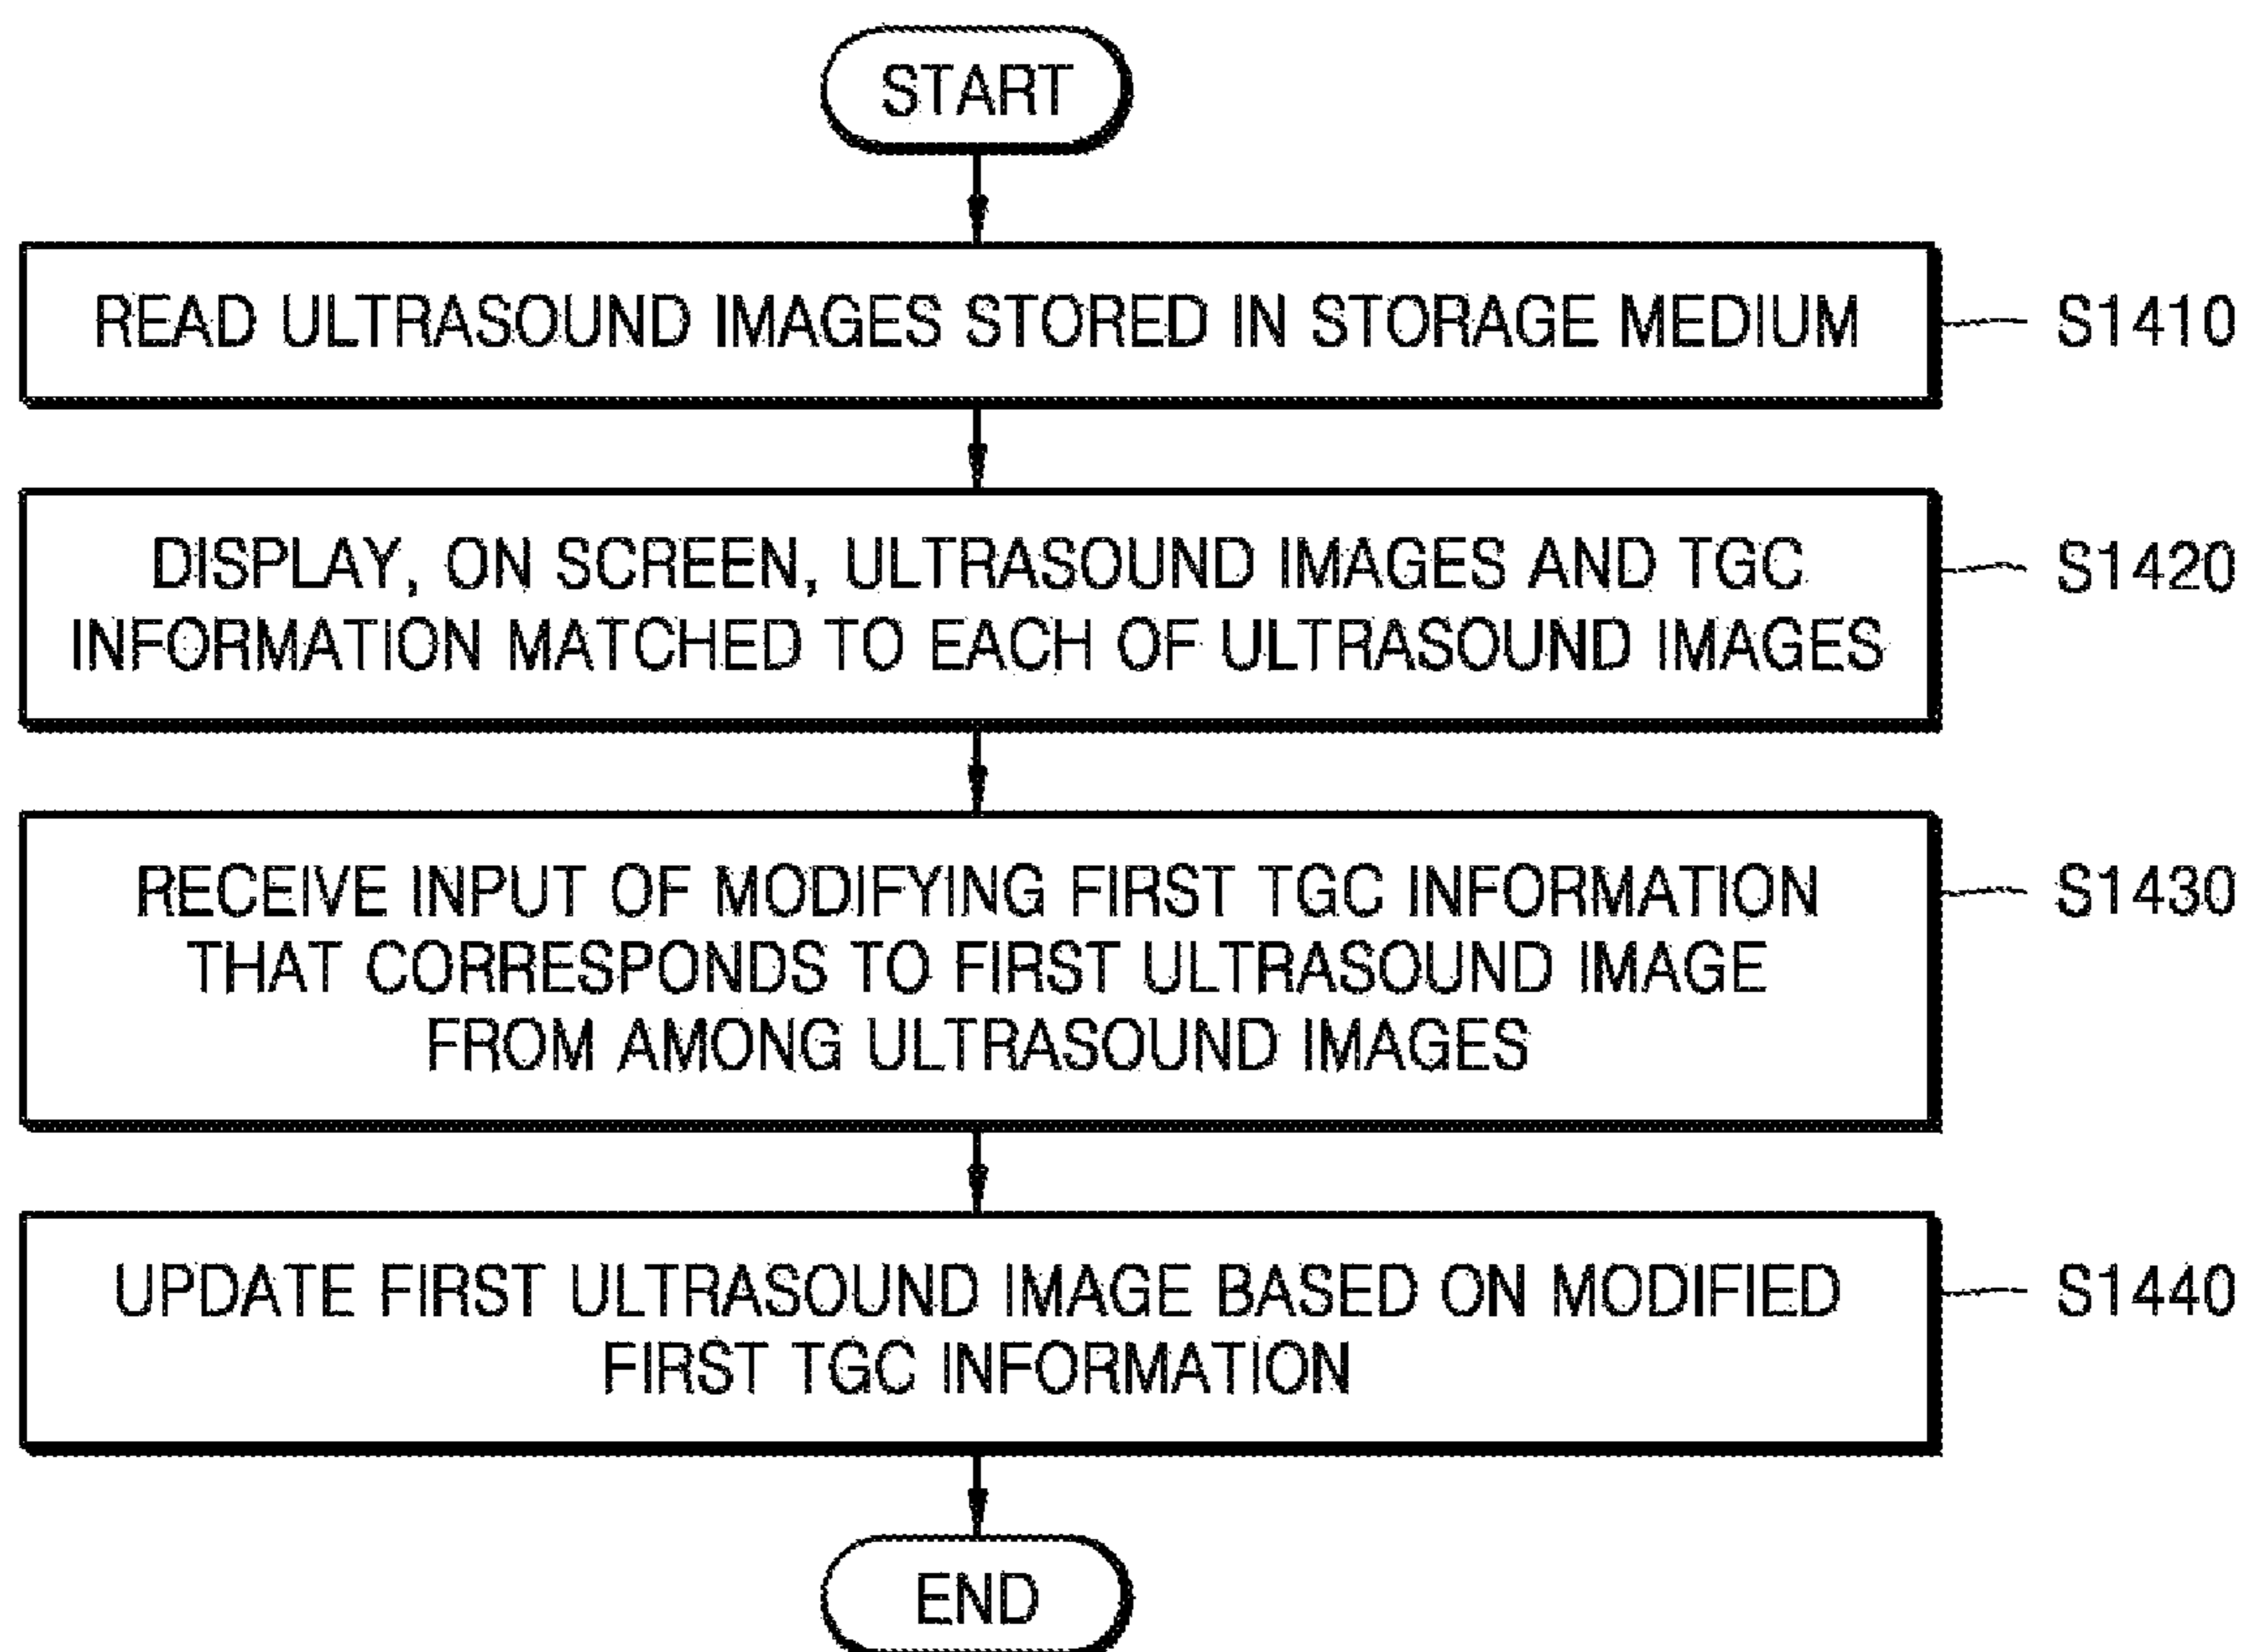 START
READ ULTRASOUND IMAGES STORED IN STORAGE MEDIUM
S1410
DISPLAY, ON SCREEN, ULTRASOUND IMAGES AND TGC
INFORMATION MATCHED TO EACH OF ULTRASOUND IMAGES
S1420
RECEIVE INPUT OF MODIFYING FIRST TGC INFORMATION
THAT CORRESPONDS TO FIRST ULTRASOUND IMAGE
FROM AMONG ULTRASOUND IMAGES
S1430
UPDATE FIRST ULTRASOUND IMAGE BASED ON MODIFIED
FIRST TGC INFORMATION
S1440
END